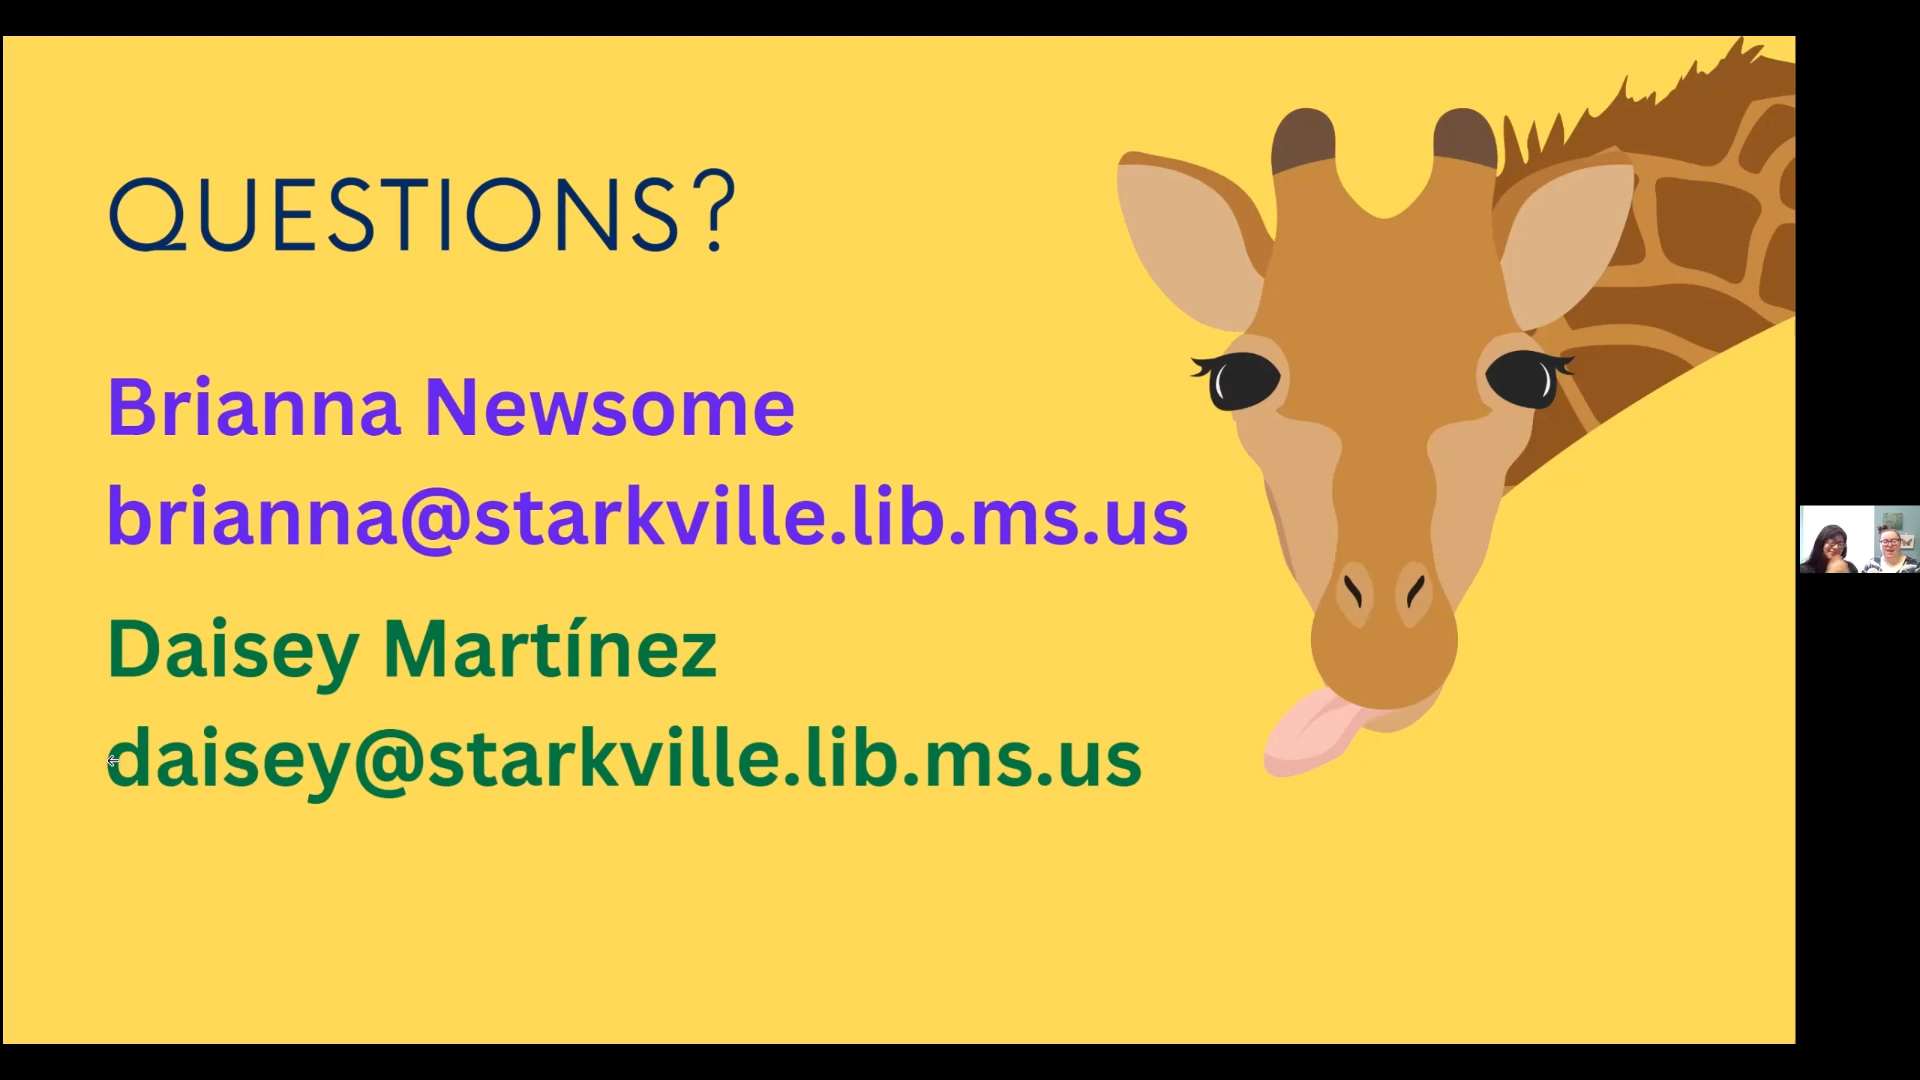 QUESTIONS?
Brianna Newsome
brianna@starkville.lib.ms.us
Daisey Martínez
daisey@starkville.lib.ms.us